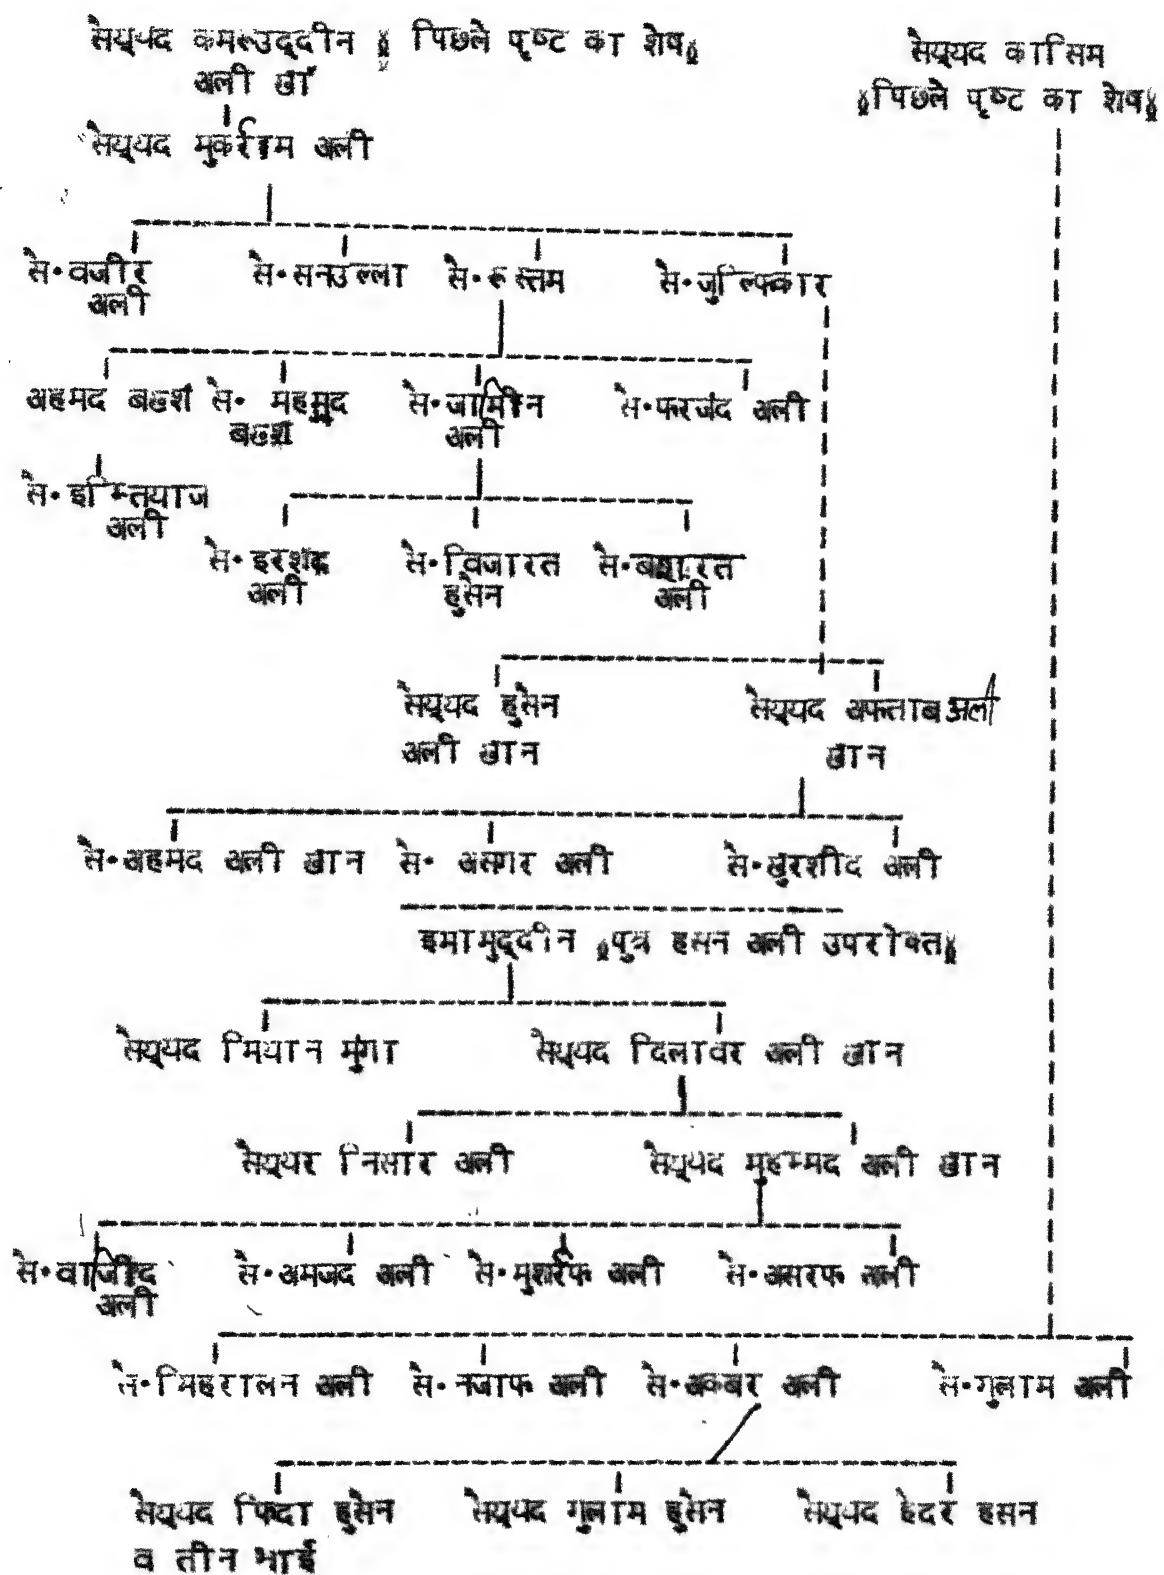 सैय्यद कमरूउद्दीन ( पिछले पृष्ट का शेष)
अली खाँ
सैय्यद कासिम
(पिछले पृष्ट का शेष)
सैय्यद मुकर्राम अली
सै.वजीर
अली
सै.सनउल्ला
सै.रुस्तम
सै.जुल्फिकार
अहमद बख्श
सै. महमूद
बख्श
सै.जामीन
अली
सै.फरजंद अली
सै.इम्तियाज
अली
सै.इरशाद
अली
सै.विजारत
हुसेन
सै.बशारत
अली
सैय्यद हुसेन
अली खान
सैय्यद अफताब अली
खान
सै.अहमद अली खान
सै. असगर अली
सै.खुरशीद अली
इमामुद्दीन (पुत्र हसन अली उपरोक्त)
सैय्यद मियान मुंगा
सैय्यद दिलावर अली खान
सैय्यर निसार अली
सैय्यद मुहम्मद अली खान
सै.वाजीद
अली
सै.अमजद अली
सै.मुशर्रफ अली
सै.असरफ अली
सै.मिहरालन अली
सै.नजाफ अली
सै.अकबर अली
सै.गुलाम अली
सैय्यद फिदा हुसेन
व तीन भाई
सैय्यद गुलाम हुसेन
सैय्यद हैदर हसन